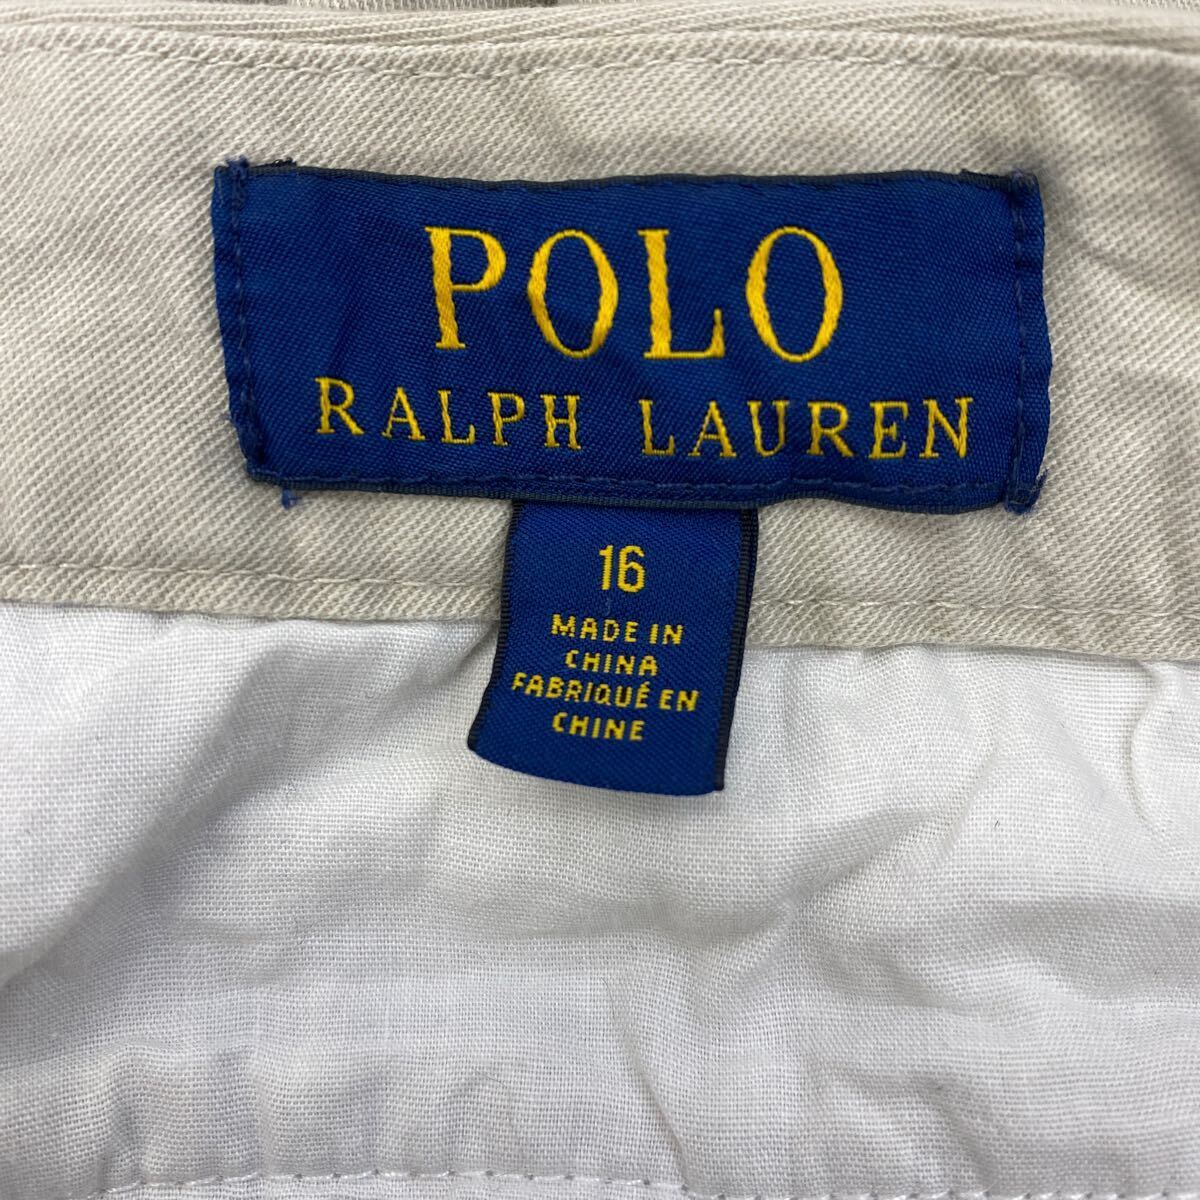 POLO
RALPH LAUREN
16
MADE IN
CHINA
FABRIQUÉ EN
CHINE